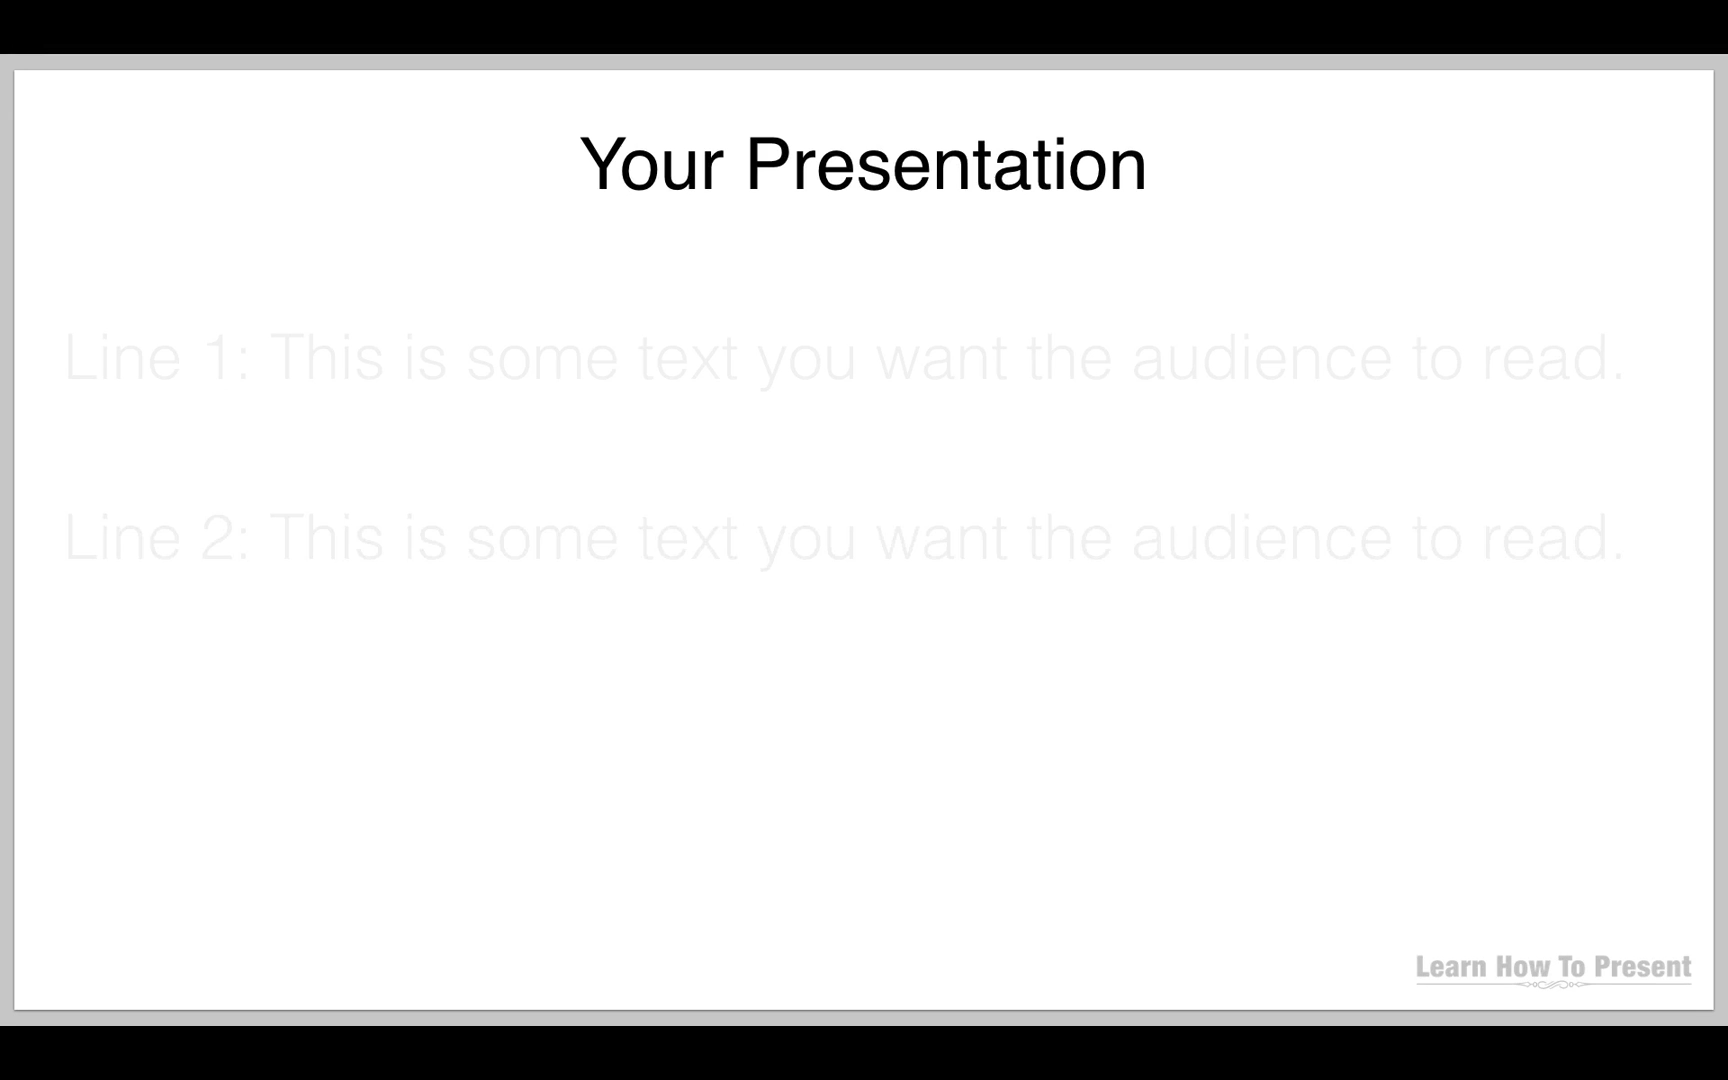 Your Presentation
Line 1: This is some text you want the audience to read.
Line 2: This is some text you want the audience to read.
Learn How To Present